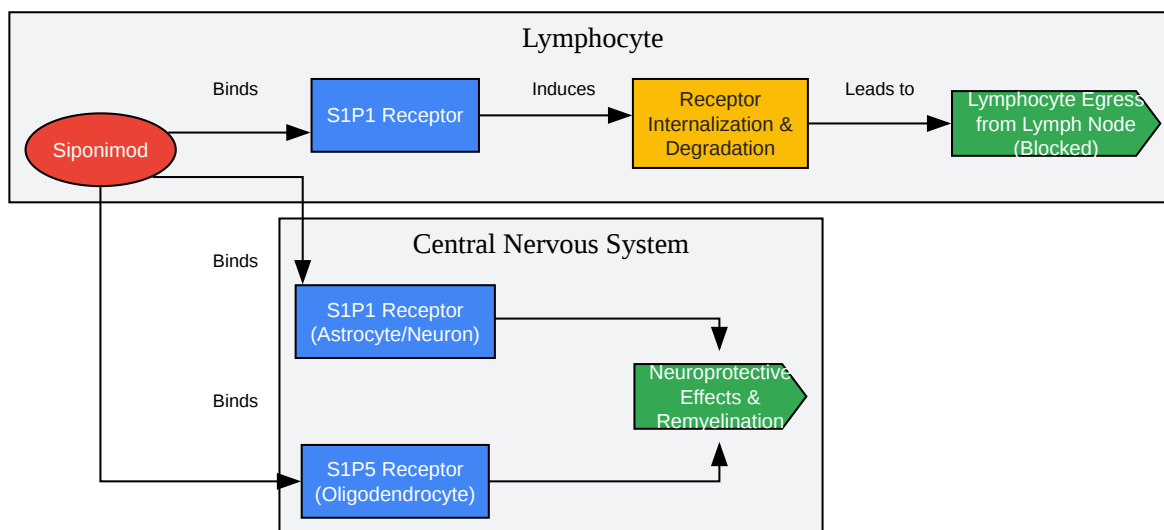 Lymphocyte
Siponimod
Binds
S1P1 Receptor
Induces
Receptor
Internalization &
Degradation
Leads to
Lymphocyte Egress
from Lymph Node
(Blocked)
Central Nervous System
Binds
S1P1 Receptor
(Astrocyte/Neuron)
Binds
S1P5 Receptor
(Oligodendrocyte)
Neuroprotective
Effects &
Remyelination